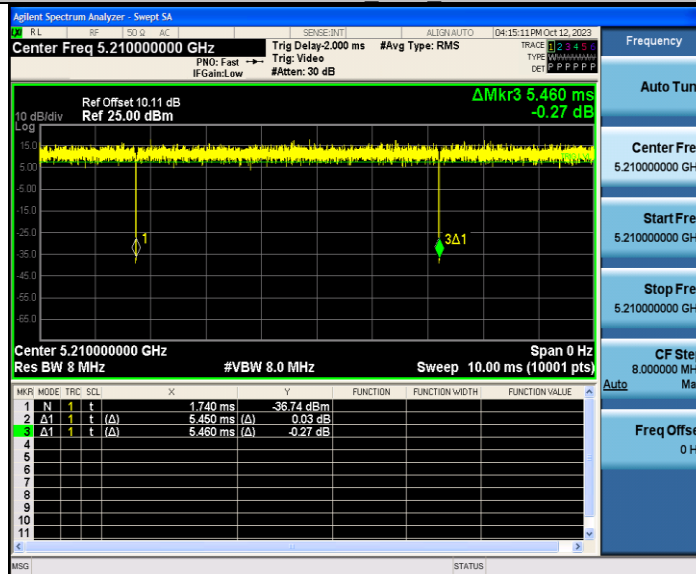 Agilent Spectrum Analyzer - Swept SA
RL RF 50 Ω AC SENSE:INT ALIGN AUTO 04:15:11 PM Oct 12, 2023
Center Freq 5.210000000 GHz
PNO: Fast
IFGain:Low
Trig Delay-2.000 ms
Trig: Video
#Atten: 30 dB
#Avg Type: RMS
TRACE 1 2 3 4 5 6
TYPE W
DET P P P P P P
Frequency
Auto Tun
Center Fre
5.210000000 GH
Start Fre
5.210000000 GH
Stop Fre
5.210000000 GH
CF Ste
8.000000 MH
Auto Ma
Freq Offse
0 H
ΔMkr3 5.460 ms
-0.27 dB
Ref Offset 10.11 dB
10 dB/div Ref 25.00 dBm
Log
15.0
5.00
-5.00
-15.0
-25.0
-35.0
-45.0
-55.0
-65.0
1
3Δ1
Center 5.210000000 GHz Span 0 Hz
Res BW 8 MHz #VBW 8.0 MHz Sweep 10.00 ms (10001 pts)
MKR MODE TRC SCL X Y FUNCTION FUNCTION WIDTH FUNCTION VALUE
1 N 1 t 1.740 ms -36.74 dBm
2 Δ1 1 t (Δ) 5.450 ms (Δ) 0.03 dB
3 Δ1 1 t (Δ) 5.460 ms (Δ) -0.27 dB
4
5
6
7
8
9
10
11
MSG STATUS